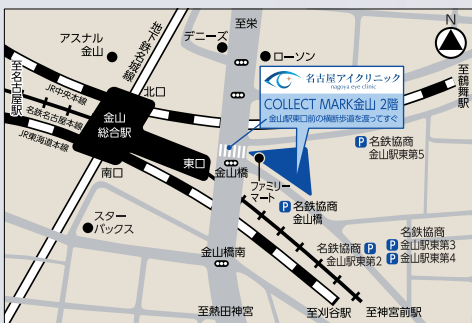 至栄
N
地下鉄名城線
アスナル
金山
デニーズ
ローソン
至鶴舞駅
至名古屋駅
JR中央本線
名鉄名古屋本線
JR東海道本線
北口
金山
総合駅
名古屋アイクリニック
nagoya eye clinic
COLLECT MARK金山 2階
金山駅東口前の横断歩道を渡ってすぐ
P 名鉄協商
金山駅東第5
東口
金山橋
ファミリー
マート
南口
P 名鉄協商
金山橋
スター
バックス
金山橋南
名鉄協商
金山駅東第2 P
名鉄協商
P 金山駅東第3
P 金山駅東第4
至熱田神宮
至刈谷駅
至神宮前駅